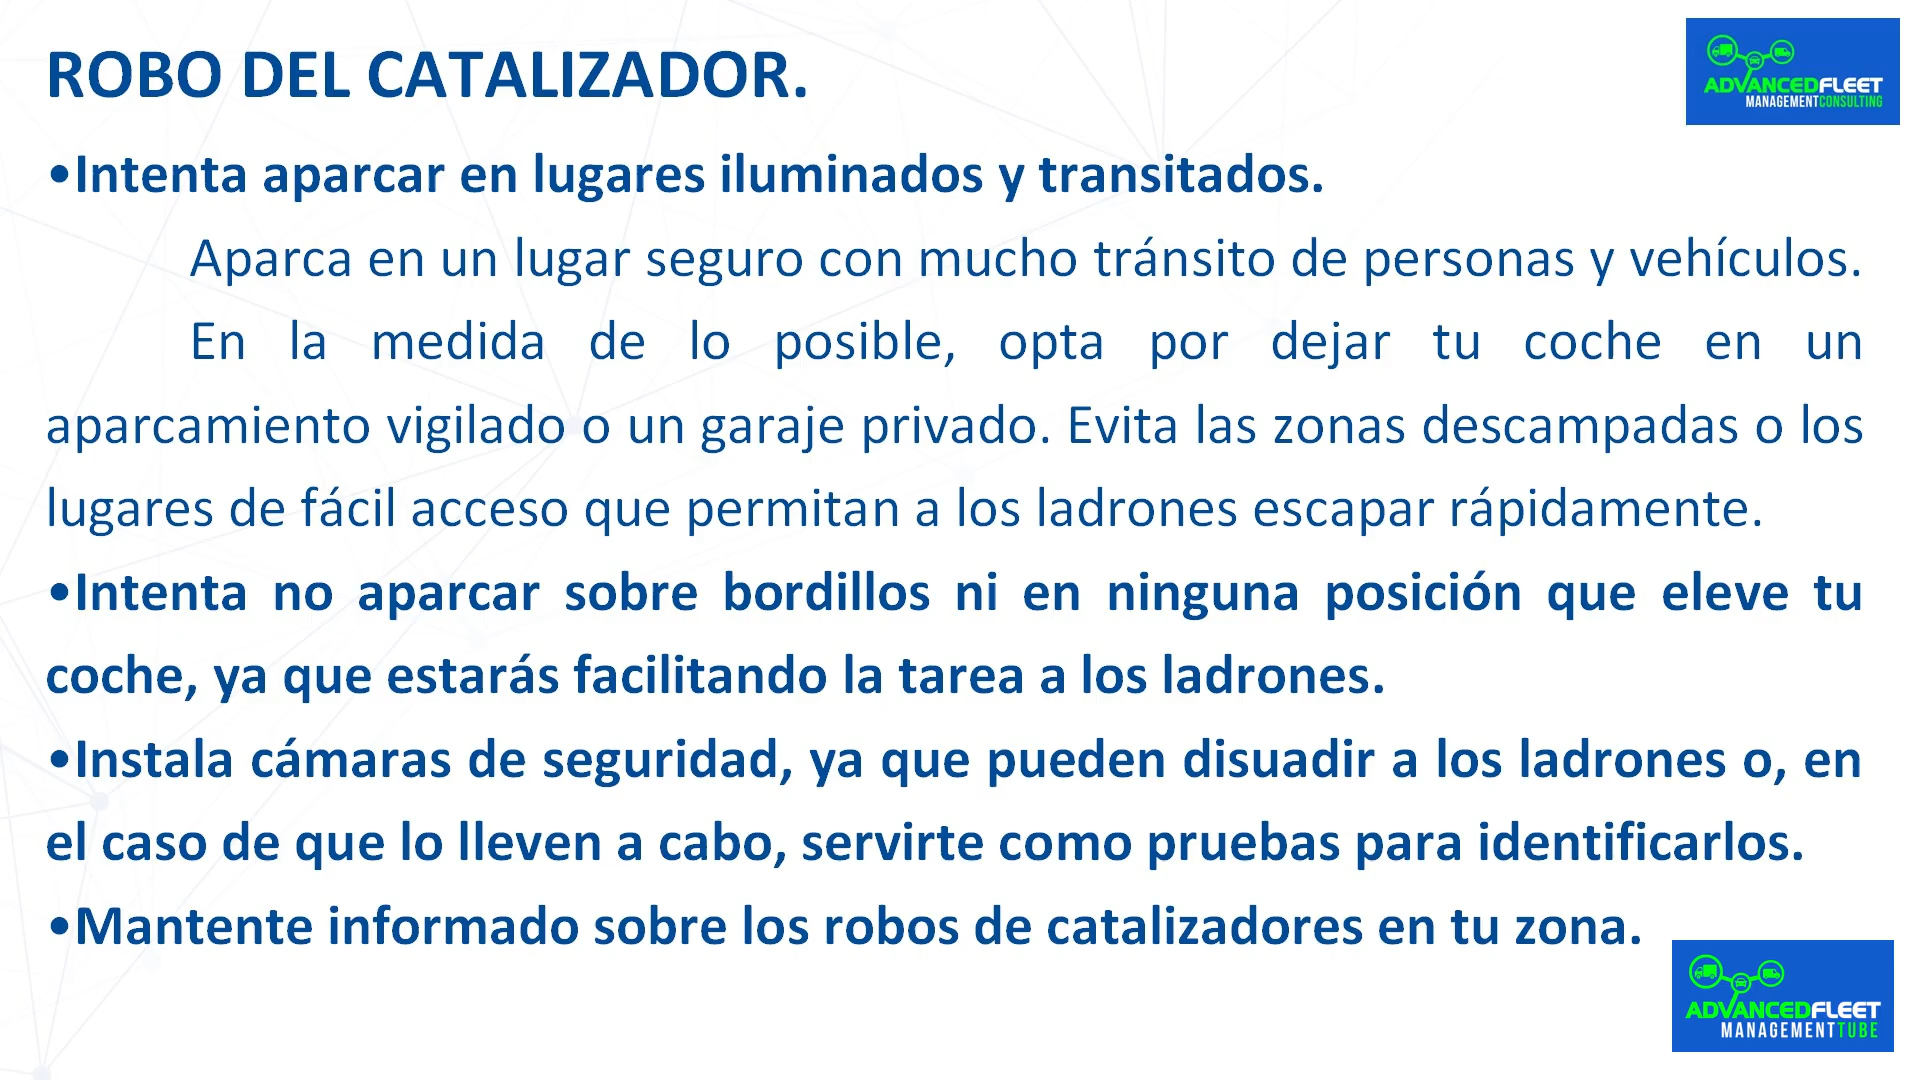 ROBO DEL CATALIZADOR.
ADVANCEDFLEET
MANAGEMENTCONSULTING
•Intenta aparcar en lugares iluminados y transitados.
Aparca en un lugar seguro con mucho tránsito de personas y vehículos.
En la medida de lo posible, opta por dejar tu coche en un
aparcamiento vigilado o un garaje privado. Evita las zonas descampadas o los
lugares de fácil acceso que permitan a los ladrones escapar rápidamente.
•Intenta no aparcar sobre bordillos ni en ninguna posición que eleve tu
coche, ya que estarás facilitando la tarea a los ladrones.
•Instala cámaras de seguridad, ya que pueden disuadir a los ladrones o, en
el caso de que lo lleven a cabo, servirte como pruebas para identificarlos.
•Mantente informado sobre los robos de catalizadores en tu zona.
ADVANCEDFLEET
MANAGEMENTTUBE